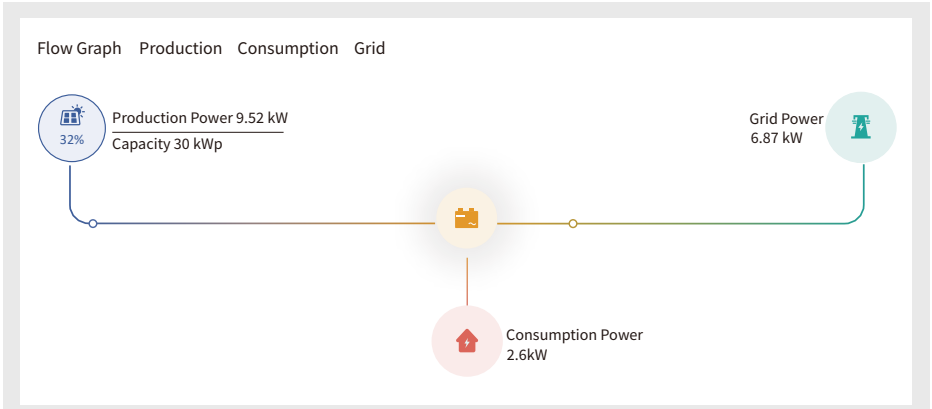 Flow Graph Production Consumption Grid
32%
Production Power 9.52 kW
Capacity 30 kWp
Grid Power
6.87 kW
Consumption Power
2.6kW